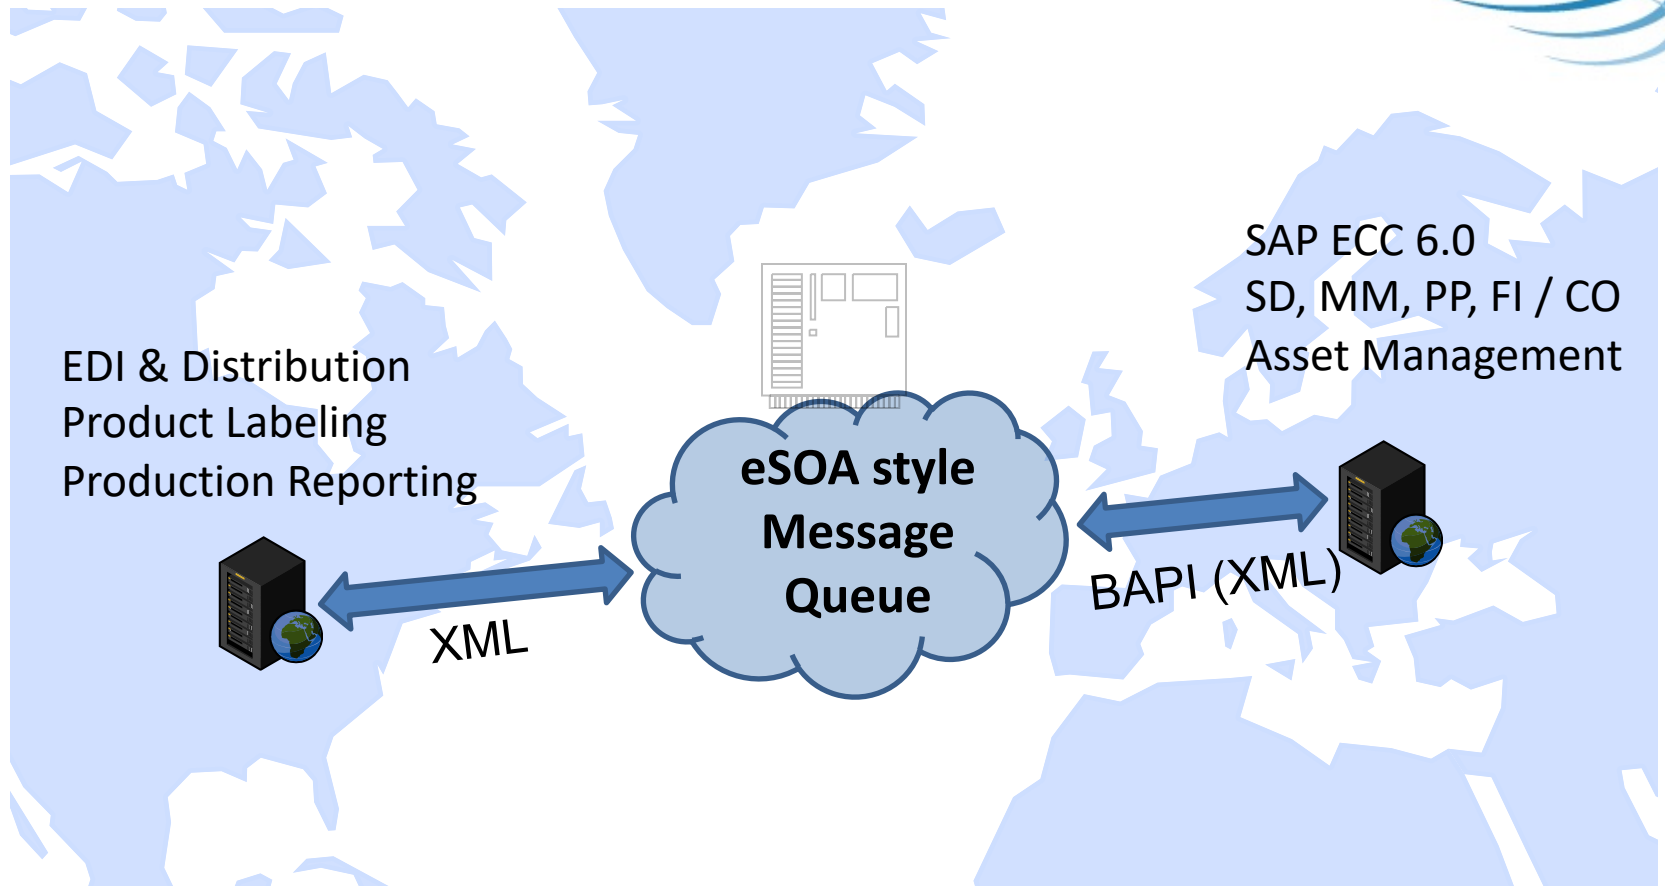 SAP ECC 6.0
SD, MM, PP, FI / CO
Asset Management
EDI & Distribution
Product Labeling
Production Reporting
eSOA style
Message
Queue
BAPI (XML)
XML